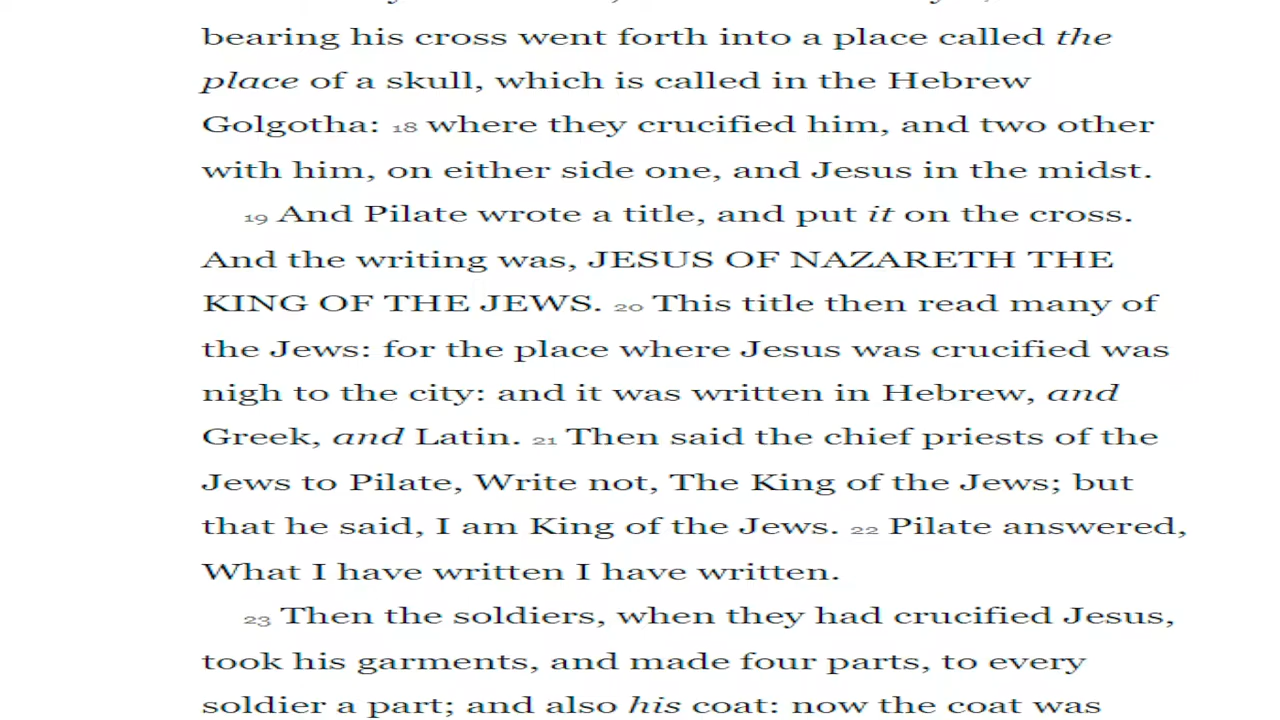 bearing his cross went forth into a place called the
place of a skull, which is called in the Hebrew
Golgotha: 18 where they crucified him, and two other
with him, on either side one, and Jesus in the midst.
19 And Pilate wrote a title, and put it on the cross.
And the writing was, JESUS OF NAZARETH THE
KING OF THE JEWS. 20 This title then read many of
the Jews: for the place where Jesus was crucified was
nigh to the city: and it was written in Hebrew, and
Greek, and Latin. 21 Then said the chief priests of the
Jews to Pilate, Write not, The King of the Jews; but
that he said, I am King of the Jews. 22 Pilate answered,
What I have written I have written.
23 Then the soldiers, when they had crucified Jesus,
took his garments, and made four parts, to every
soldier a part; and also his coat: now the coat was